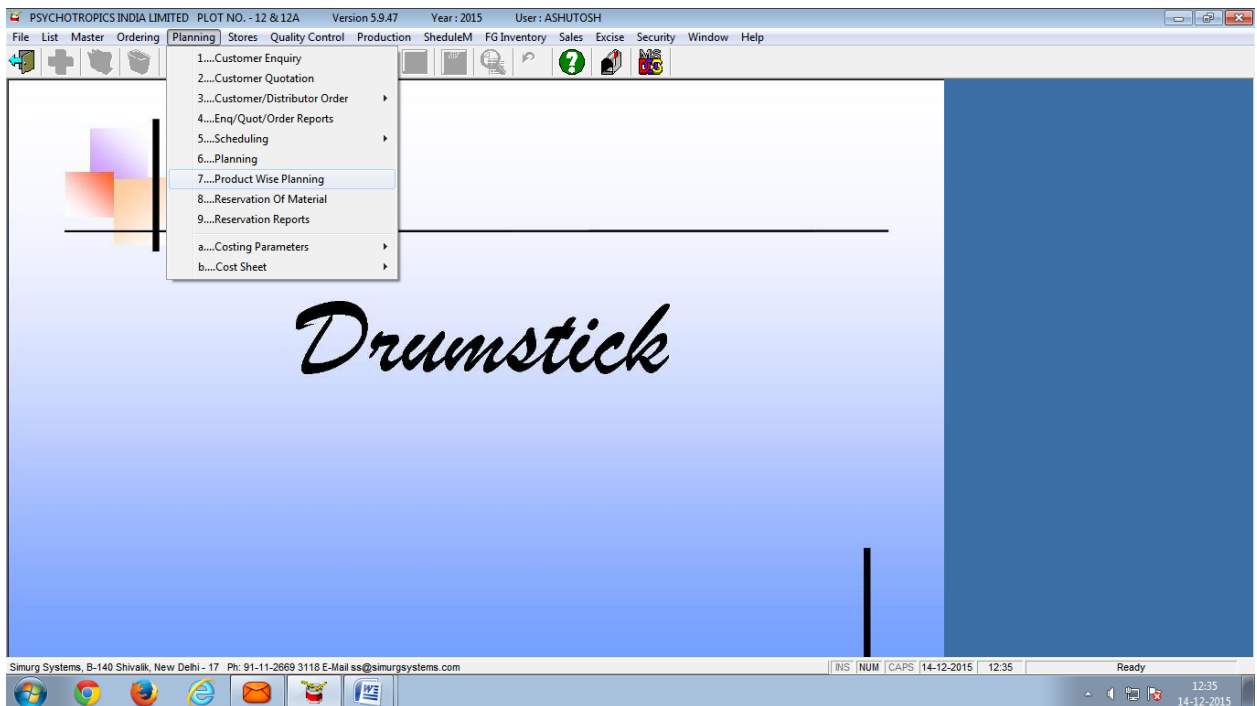 PSYCHOTROPICS INDIA LIMITED PLOT NO. - 12 & 12A Version 5.9.47 Year : 2015 User : ASHUTOSH
File List Master Ordering Planning Stores Quality Control Production SheduleM FG Inventory Sales Excise Security Window Help
1....Customer Enquiry
2....Customer Quotation
3....Customer/Distributor Order
4....Enq/Quot/Order Reports
5....Scheduling
6....Planning
7....Product Wise Planning
8....Reservation Of Material
9....Reservation Reports
a....Costing Parameters
b....Cost Sheet
Drumstick
Simurg Systems, B-140 Shivalik, New Delhi - 17 Ph: 91-11-2669 3118 E-Mail ss@simurgsystems.com INS NUM CAPS 14-12-2015 12:35 Ready
12:35
14-12-2015